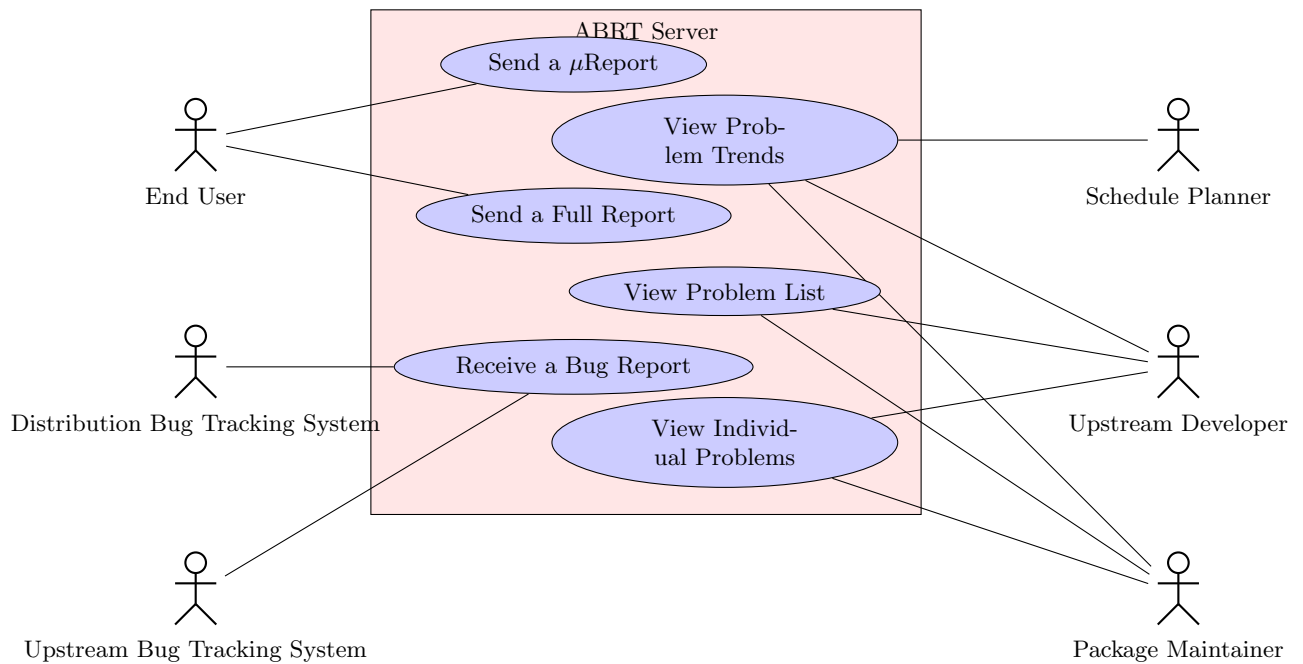 ABRT Server
Send a μReport
View Prob-
lem Trends
End User
Schedule Planner
Send a Full Report
View Problem List
Receive a Bug Report
Distribution Bug Tracking System
Upstream Developer
View Individ-
ual Problems
Upstream Bug Tracking System
Package Maintainer